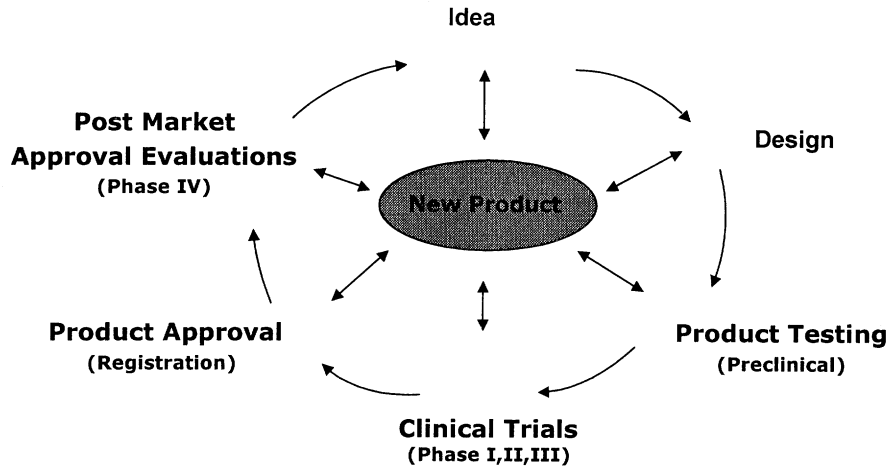 Idea
Design
Product Testing
(Preclinical)
Clinical Trials
(Phase I,II,III)
Product Approval
(Registration)
Post Market
Approval Evaluations
(Phase IV)
New Product